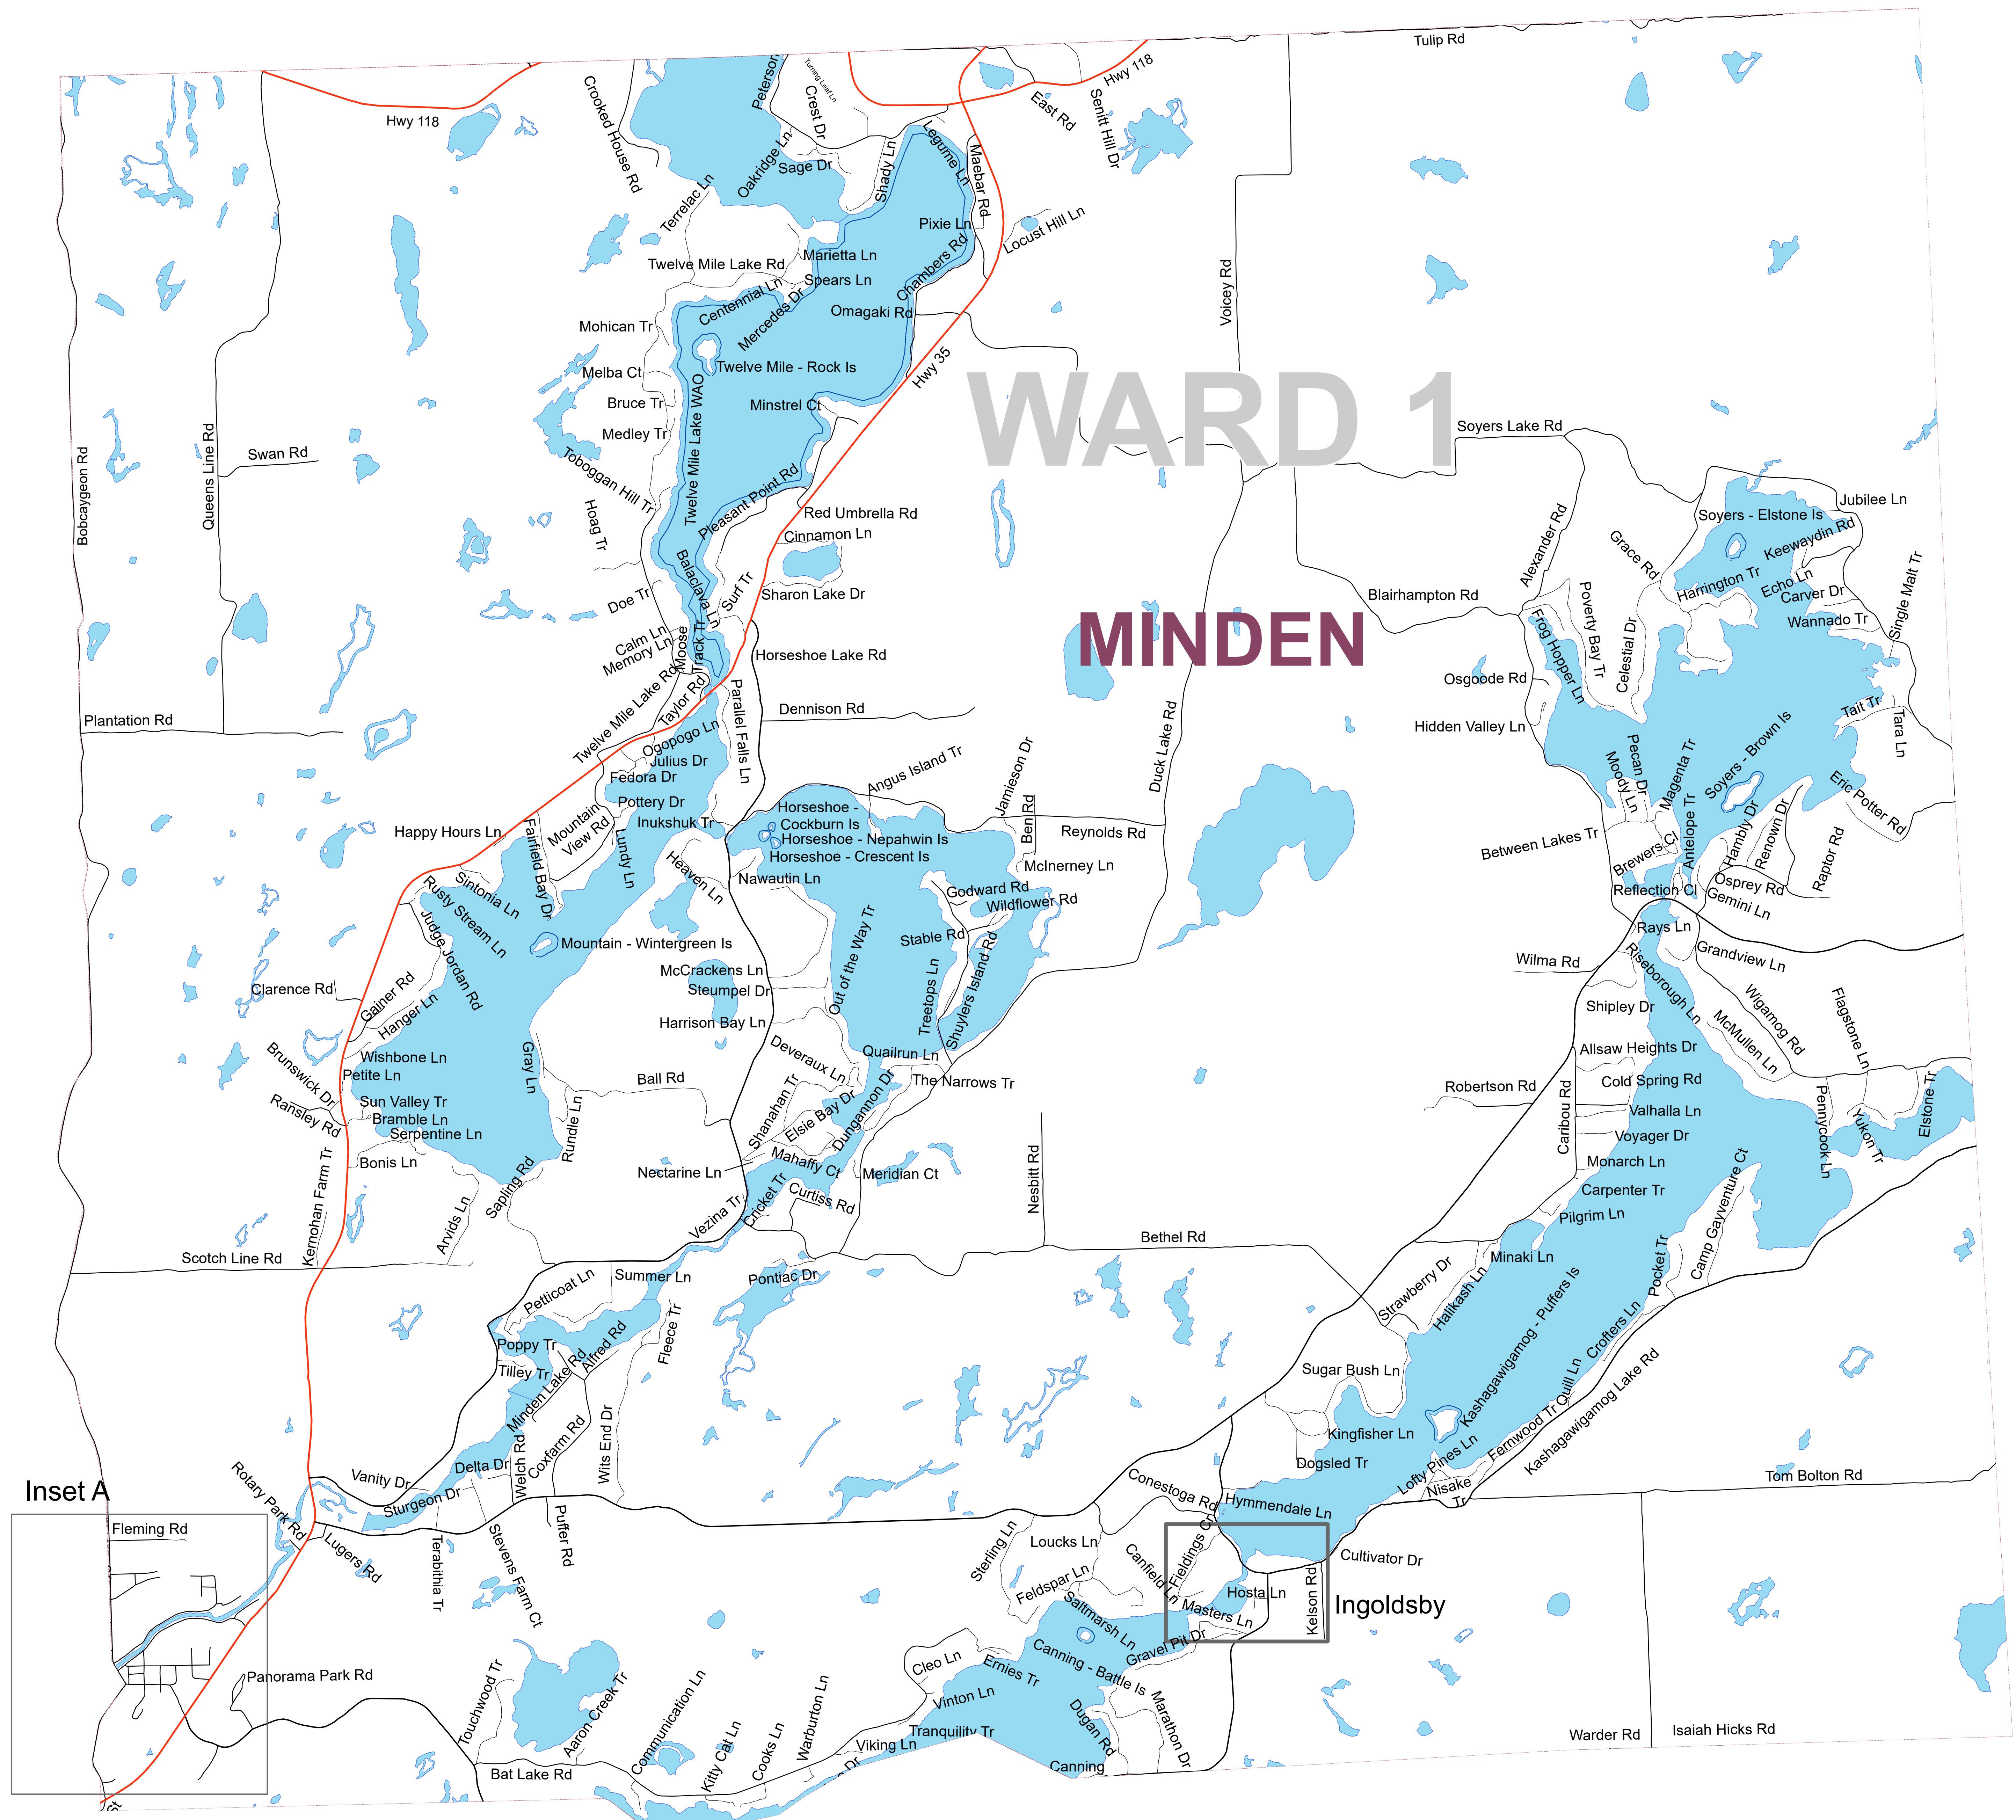 Tulip Rd
Hwy 118
Hwy 118
Crooked House Rd
Peterson
Turning Leaf Ln
Crest Dr
East Rd
Senitt Hill Dr
Legume Ln
Maebar Rd
Oakridge Ln
Sage Dr
Shady Ln
Terrelac Ln
Pixie Ln
Locust Hill Ln
Marietta Ln
Twelve Mile Lake Rd
Spears Ln
Chambers Rd
Centennial Ln
Mercedes Dr
Omagaki Rd
Voicey Rd
Mohican Tr
Twelve Mile - Rock Is
Melba Ct
Hwy 35
WARD 1
Bruce Tr
Minstrel Ct
Medley Tr
Twelve Mile Lake WAO
Soyers Lake Rd
Bobcaygeon Rd
Queens Line Rd
Swan Rd
Toboggan Hill Tr
Pleasant Point Rd
Hoag Tr
Red Umbrella Rd
Cinnamon Ln
Jubilee Ln
Soyers - Elstone Is
Keewaydin Rd
Alexander Rd
Grace Rd
Balaclava Ln
Surf Tr
Sharon Lake Dr
Doe Tr
Blairhampton Rd
Harrington Tr
Echo Ln
Carver Dr
Wannado Tr
Single Malt Tr
MINDEN
Poverty Bay Tr
Celestial Dr
Frog Hopper Ln
Calm Ln
Memory Ln
Moose
Track Tr
Horseshoe Lake Rd
Osgoode Rd
Hidden Valley Ln
Twelve Mile Lake Rd
Taylor Rd
Parallel Falls Ln
Dennison Rd
Plantation Rd
Duck Lake Rd
Tait Tr
Tara Ln
Soyers - Brown Is
Ogopogo Ln
Julius Dr
Fedora Dr
Pottery Dr
Inukshuk Tr
Angus Island Tr
Jamieson Dr
Ben Rd
Reynolds Rd
McInerney Ln
Pecan Dr
Moody Ln
Magenta Tr
Antelope Tr
Eric Potter Rd
Happy Hours Ln
Fairfield Bay Dr
Mountain
View Rd
Lundy Ln
Horseshoe -
Cockburn Is
Horseshoe - Nepahwin Is
Horseshoe - Crescent Is
Heaven Ln
Nawautin Ln
Between Lakes Tr
Brewers Cl
Hambly Dr
Renown Dr
Raptor Rd
Reflection Cl
Osprey Rd
Gemini Ln
Sintonia Ln
Rusty Stream Ln
Judge Jordan Rd
Godward Rd
Wildflower Rd
Stable Rd
Out of the Way Tr
Treetops Ln
Shuylers Island Rd
Mountain - Wintergreen Is
Rays Ln
Grandview Ln
Wilma Rd
Riseborough Ln
Clarence Rd
Gainer Rd
Hanger Ln
McCrackens Ln
Steumpel Dr
Harrison Bay Ln
Shipley Dr
McMullen Ln
Wigamog Rd
Flagstone Ln
Wishbone Ln
Petite Ln
Brunswick Dr
Ransley Rd
Sun Valley Tr
Bramble Ln
Serpentine Ln
Bonis Ln
Gray Ln
Ball Rd
Rundle Ln
Deveraux Ln
Quailrun Ln
The Narrows Tr
Shanahan Tr
Elsie Bay Dr
Dungannon Dr
Mahaffy Ct
Meridian Ct
Nectarine Ln
Curtiss Rd
Cricket Tr
Vezina Tr
Allsaw Heights Dr
Cold Spring Rd
Robertson Rd
Valhalla Ln
Caribou Rd
Voyager Dr
Monarch Ln
Carpenter Tr
Pilgrim Ln
Minaki Ln
Pennycook Ln
Yukon Tr
Elstone Tr
Camp Gayventure Ct
Pocket Tr
Kernohan Farm Tr
Arvids Ln
Sapling Rd
Scotch Line Rd
Nesbitt Rd
Bethel Rd
Petticoat Ln
Summer Ln
Pontiac Dr
Fleece Tr
Strawberry Dr
Halikash Ln
Kashagawigamog - Puffers Is
Crofters Ln
Poppy Tr
Tilley Tr
Alfred Rd
Minden Lake Rd
Sugar Bush Ln
Quill Ln
Kashagawigamog Lake Rd
Fernwood Tr
Kingfisher Ln
Dogsled Tr
Lofty Pines Ln
Nisake
Tr
Tom Bolton Rd
Delta Dr
Welch Rd
Coxfarm Rd
Wits End Dr
Vanity Dr
Sturgeon Dr
Rotary Park Rd
Inset A
Fleming Rd
Lugers Rd
Terabithia Tr
Stevens Farm Ct
Puffer Rd
Conestoga Rd
Hymmendale Ln
Fieldings Ct
Sterling Ln
Loucks Ln
Feldspar Ln
Canfield Ln
Cultivator Dr
Hosta Ln
Kelson Rd
Ingoldsby
Masters Ln
Saltmarsh Ln
Gravel Pit Dr
Canning - Battle Is
Panorama Park Rd
Touchwood Tr
Aaron Creek Tr
Communication Ln
Kitty Cat Ln
Cooks Ln
Warburton Ln
Cleo Ln
Ernies Tr
Vinton Ln
Tranquility Tr
Viking Ln
Dugan Rd
Marathon Dr
Canning
Bat Lake Rd
Dr
Warder Rd
Isaiah Hicks Rd
St